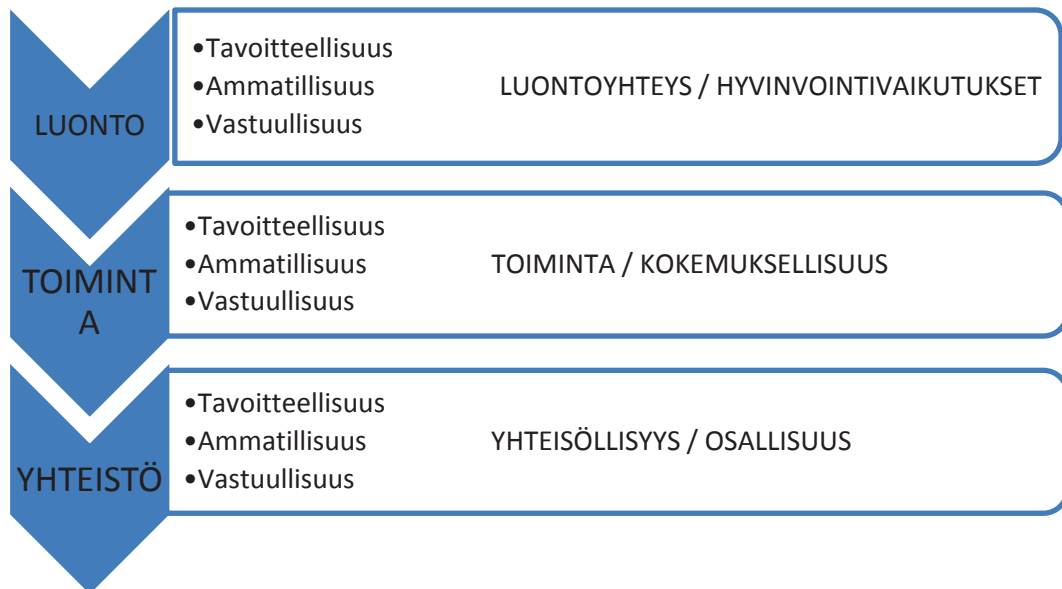 LUONTO
•Tavoitteellisuus
•Ammatillisuus LUONTOYHTEYS / HYVINVOINTIVAIKUTUKSET
•Vastuullisuus
TOIMINT
A
•Tavoitteellisuus
•Ammatillisuus TOIMINTA / KOKEMUKSELLISUUS
•Vastuullisuus
YHTEISTÖ
•Tavoitteellisuus
•Ammatillisuus YHTEISÖLLISYYS / OSALLISUUS
•Vastuullisuus